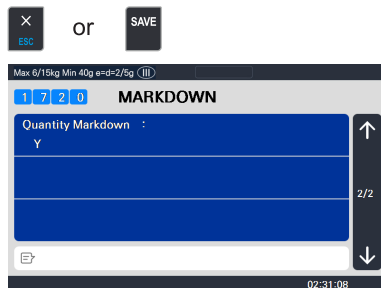 ×
ESC
or
SAVE
Max 6/15kg Min 40g e=d=2/5g III
1720 MARKDOWN
Quantity Markdown :
Y
2/2
02:31:08